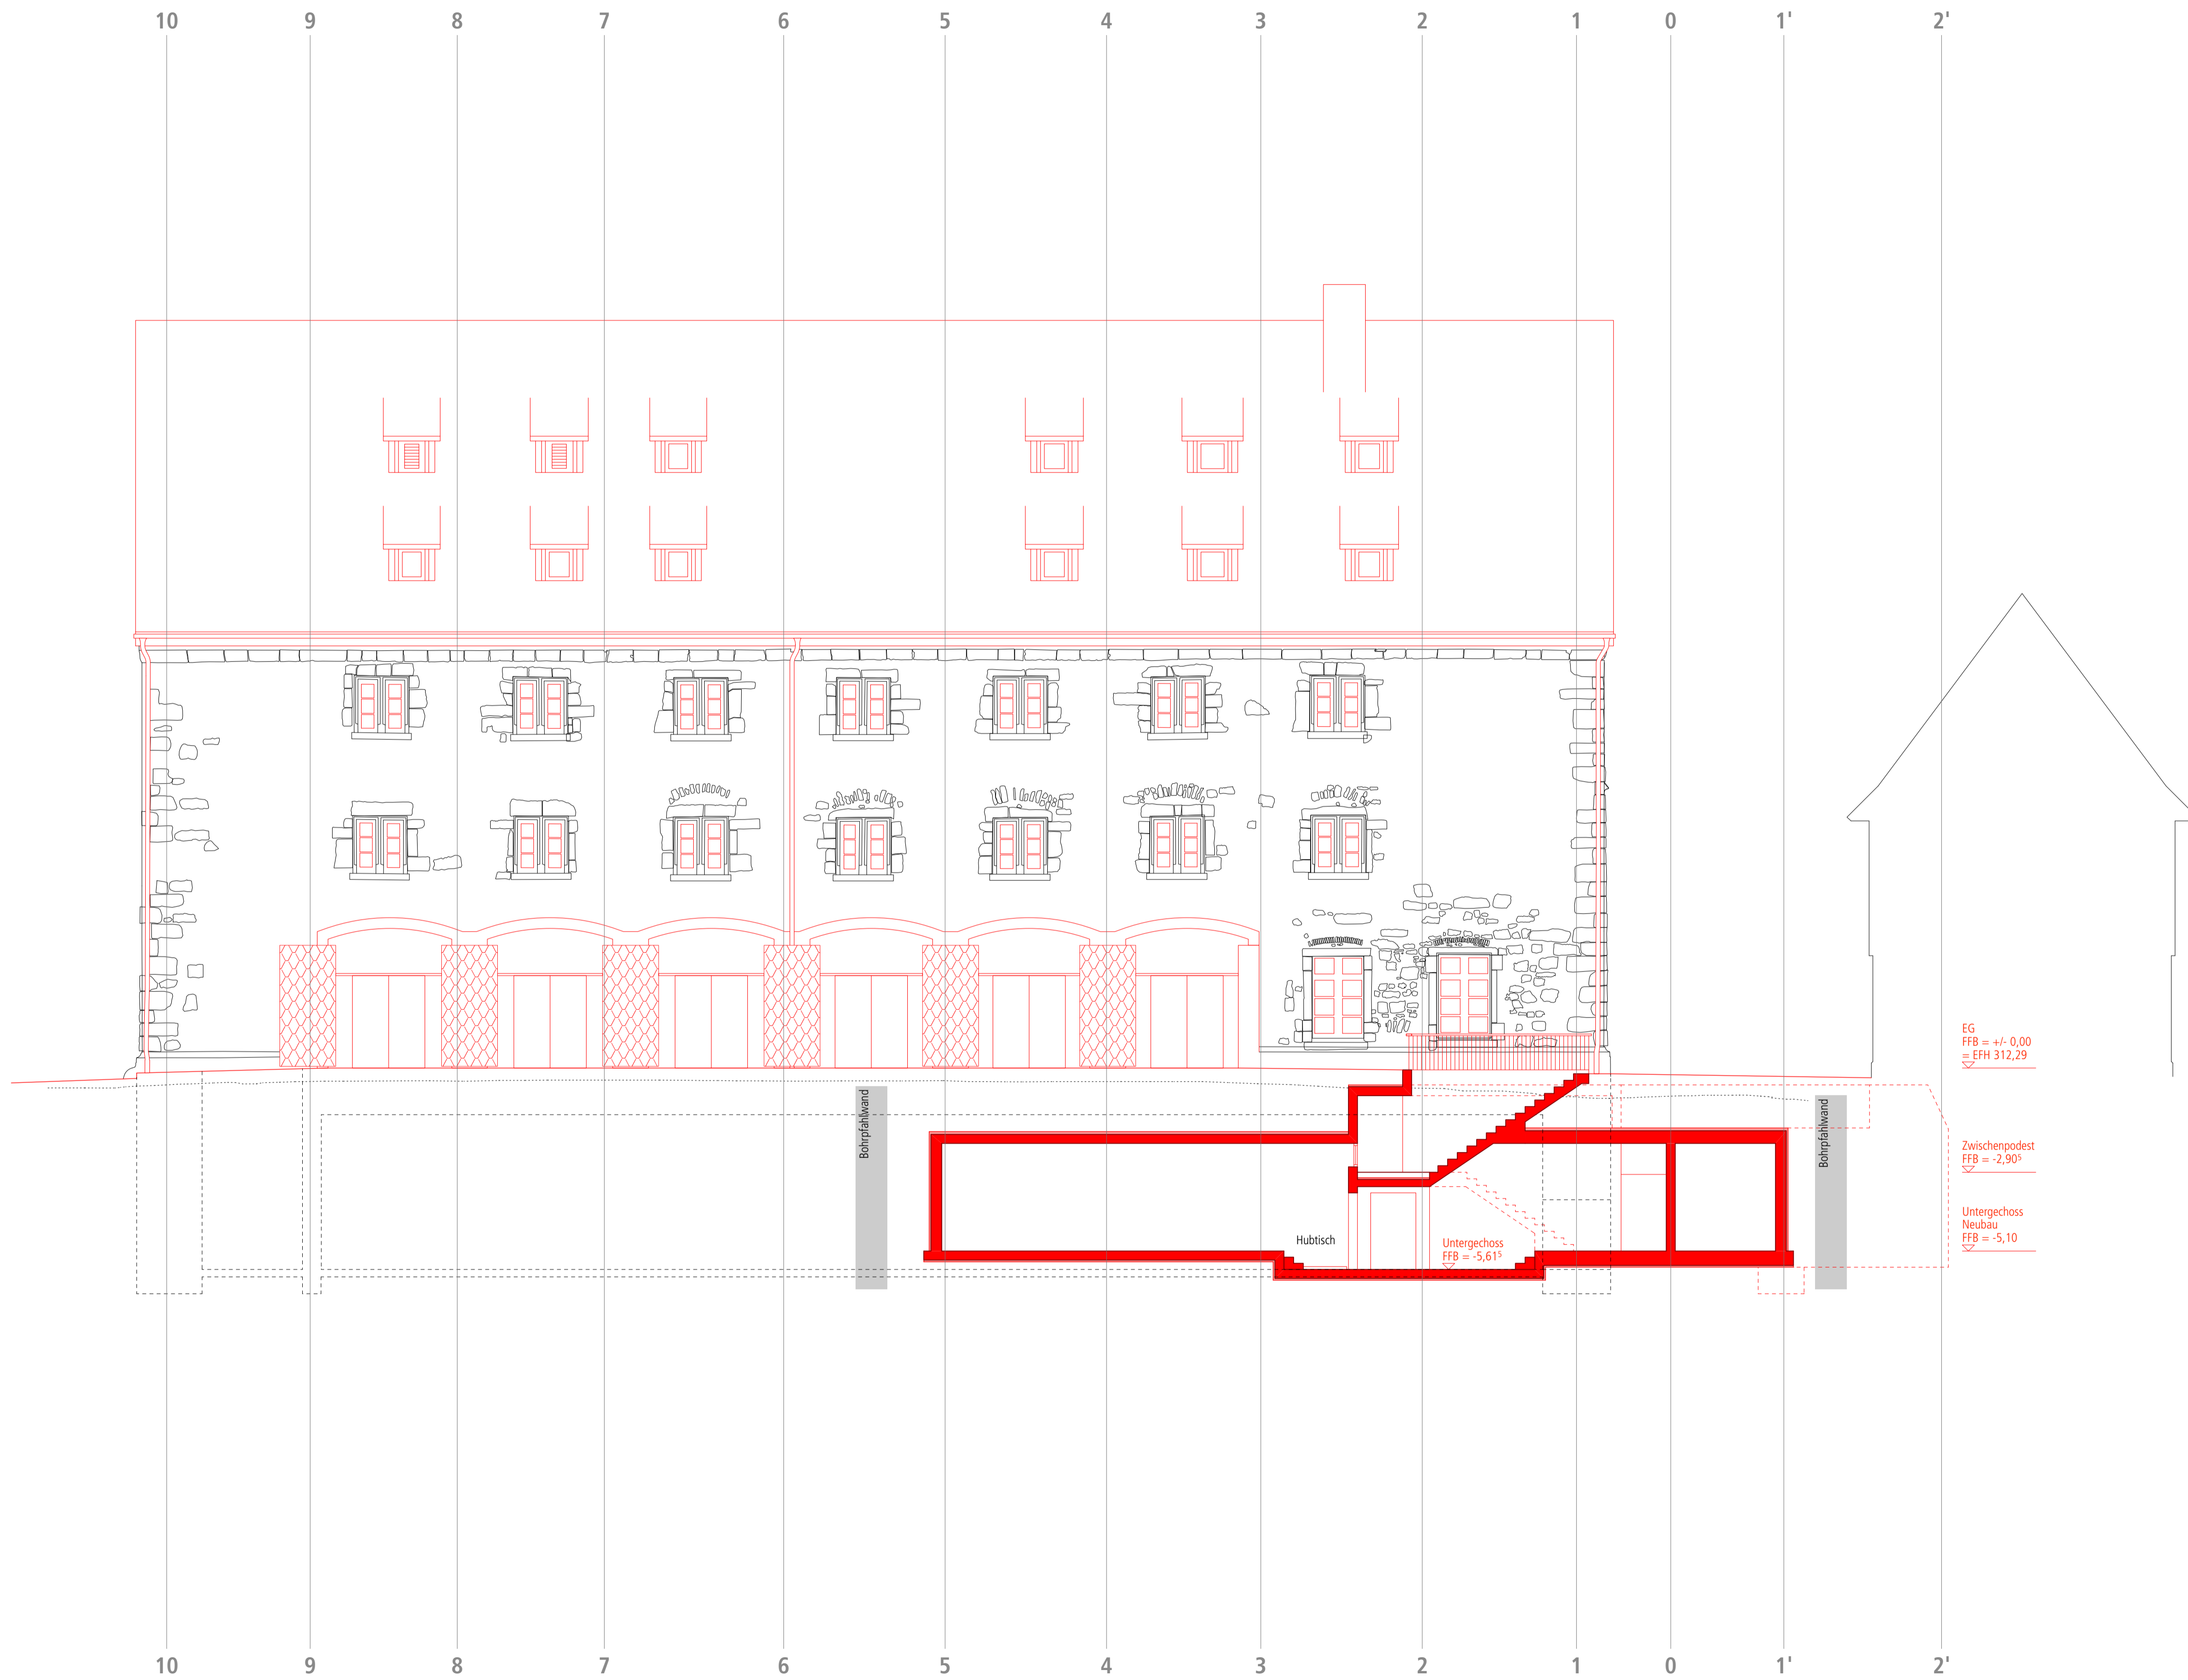 10 9 8 7 6 5 4 3 2 1 0 1' 2'
EG
FFB = +/- 0,00
= EFH 312,29
Bohrpfahlwand
Bohrpfahlwand
Zwischenpodest
FFB = -2,90⁵
Untergechoss
Neubau
FFB = -5,10
Hubtisch
Untergechoss
FFB = -5,61⁵
10 9 8 7 6 5 4 3 2 1 0 1' 2'